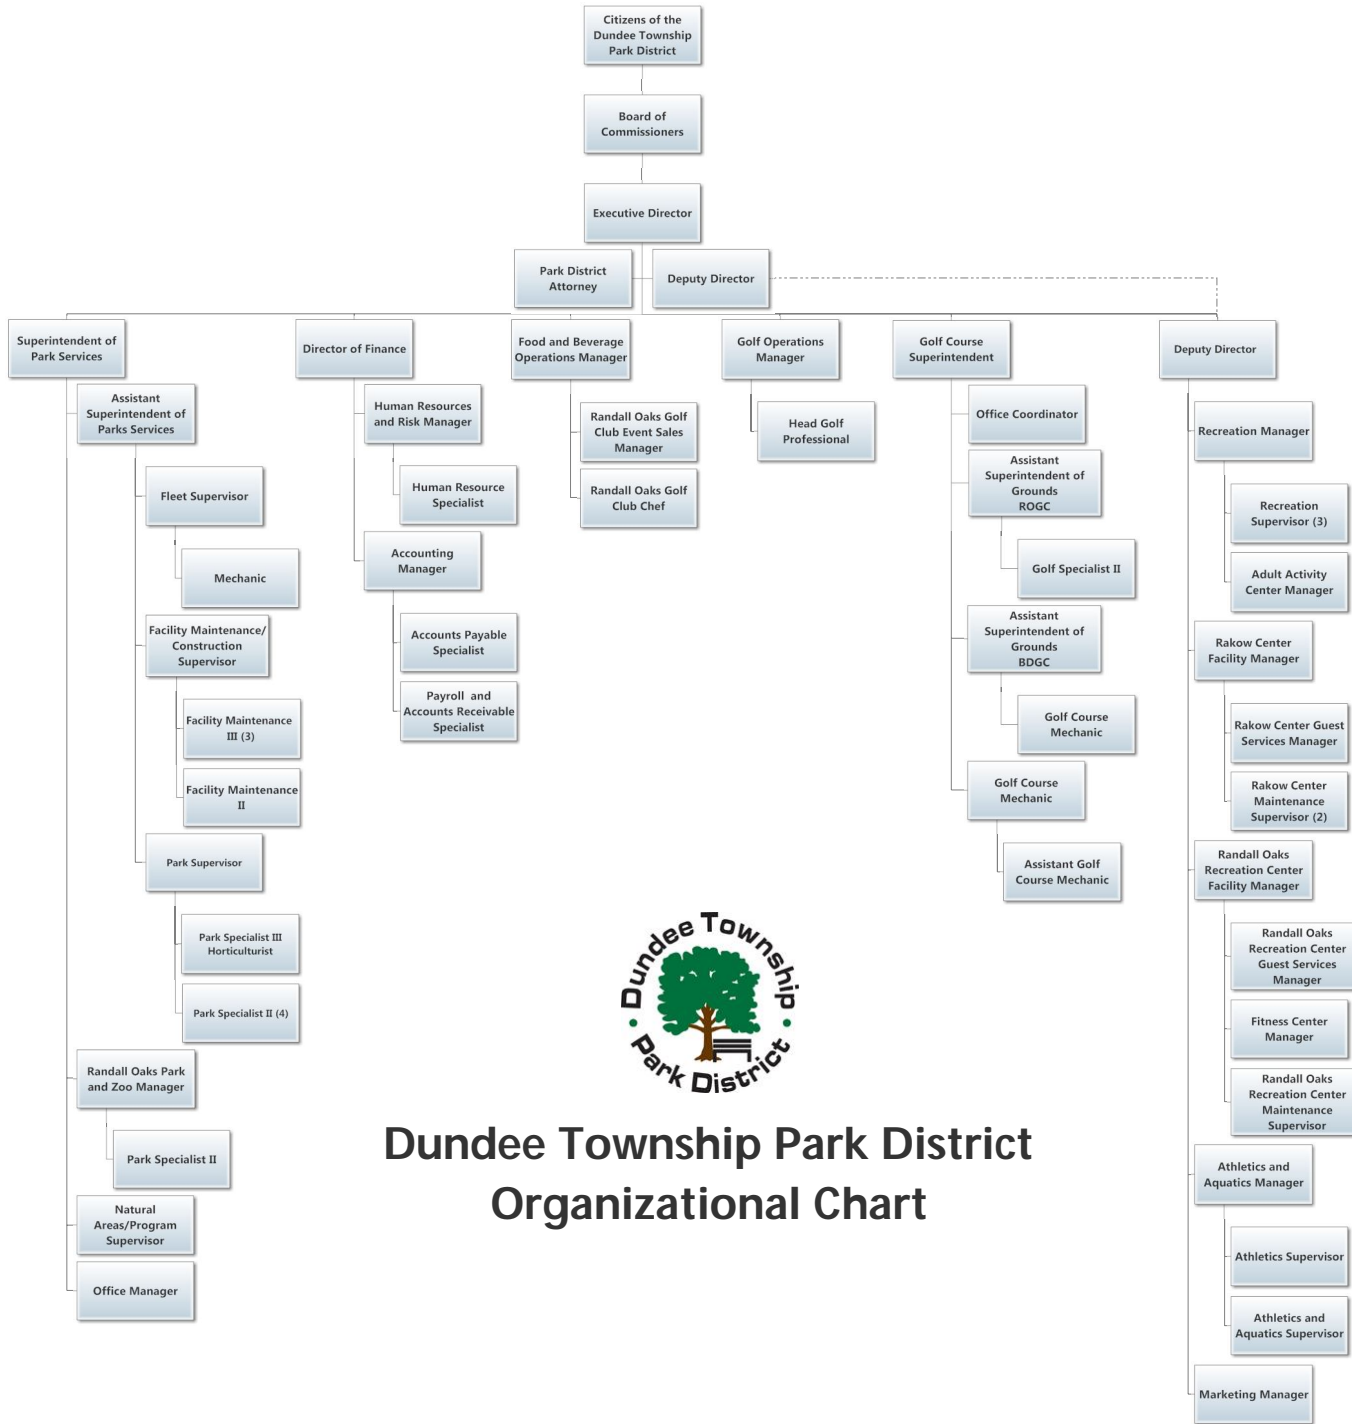 Citizens of the
Dundee Township
Park District
Board of
Commissioners
Executive Director
Park District
Attorney
Deputy Director
Superintendent of
Park Services
Director of Finance
Food and Beverage
Operations Manager
Golf Operations
Manager
Golf Course
Superintendent
Deputy Director
Assistant
Superintendent of
Parks Services
Fleet Supervisor
Mechanic
Facility Maintenance/
Construction
Supervisor
Facility Maintenance
III (3)
Facility Maintenance
II
Park Supervisor
Park Specialist III
Horticulturist
Park Specialist II (4)
Randall Oaks Park
and Zoo Manager
Park Specialist II
Natural
Areas/Program
Supervisor
Office Manager
Human Resources
and Risk Manager
Human Resource
Specialist
Accounting
Manager
Accounts Payable
Specialist
Payroll and
Accounts Receivable
Specialist
Randall Oaks Golf
Club Event Sales
Manager
Randall Oaks Golf
Club Chef
Head Golf
Professional
Office Coordinator
Assistant
Superintendent of
Grounds
ROGC
Golf Specialist II
Assistant
Superintendent of
Grounds
BDGC
Golf Course
Mechanic
Golf Course
Mechanic
Assistant Golf
Course Mechanic
Recreation Manager
Recreation
Supervisor (3)
Adult Activity
Center Manager
Rakow Center
Facility Manager
Rakow Center Guest
Services Manager
Rakow Center
Maintenance
Supervisor (2)
Randall Oaks
Recreation Center
Facility Manager
Randall Oaks
Recreation Center
Guest Services
Manager
Fitness Center
Manager
Randall Oaks
Recreation Center
Maintenance
Supervisor
Athletics and
Aquatics Manager
Athletics Supervisor
Athletics and
Aquatics Supervisor
Marketing Manager
Dundee Township
Park District
Dundee Township Park District
Organizational Chart